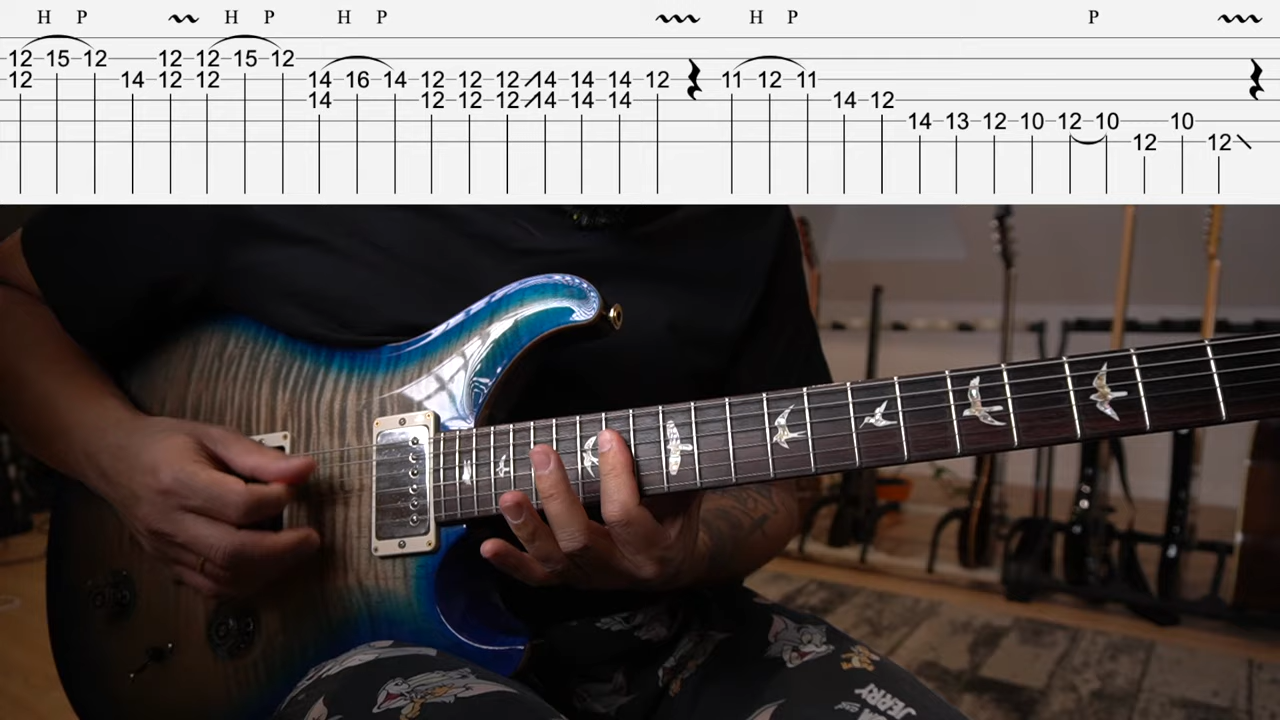 H P H P H P H P P
12 15 12 12 12 15 12
12 14 12 12 14 16 14 12 12 12 14 14 14 12 11 12 11
14 12 12 12 14 14 14 14 12
14 13 12 10 12 10 10
12 12
JERRY